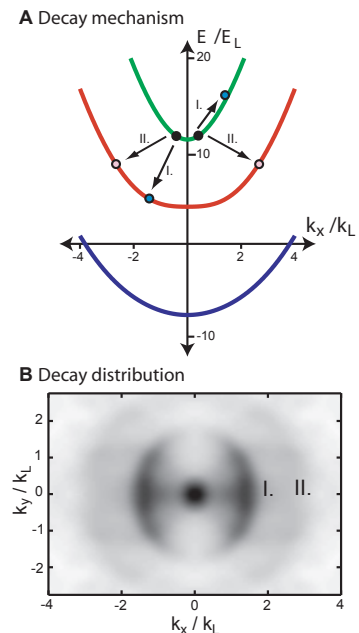 A Decay mechanism
E /E_L
20
I.
II.
II.
I.
10
k_x / k_L
-4
-2
2
4
-10
B Decay distribution
k_y / k_L
2
1
0
-1
-2
I.
II.
-4
-2
0
2
4
k_x / k_L